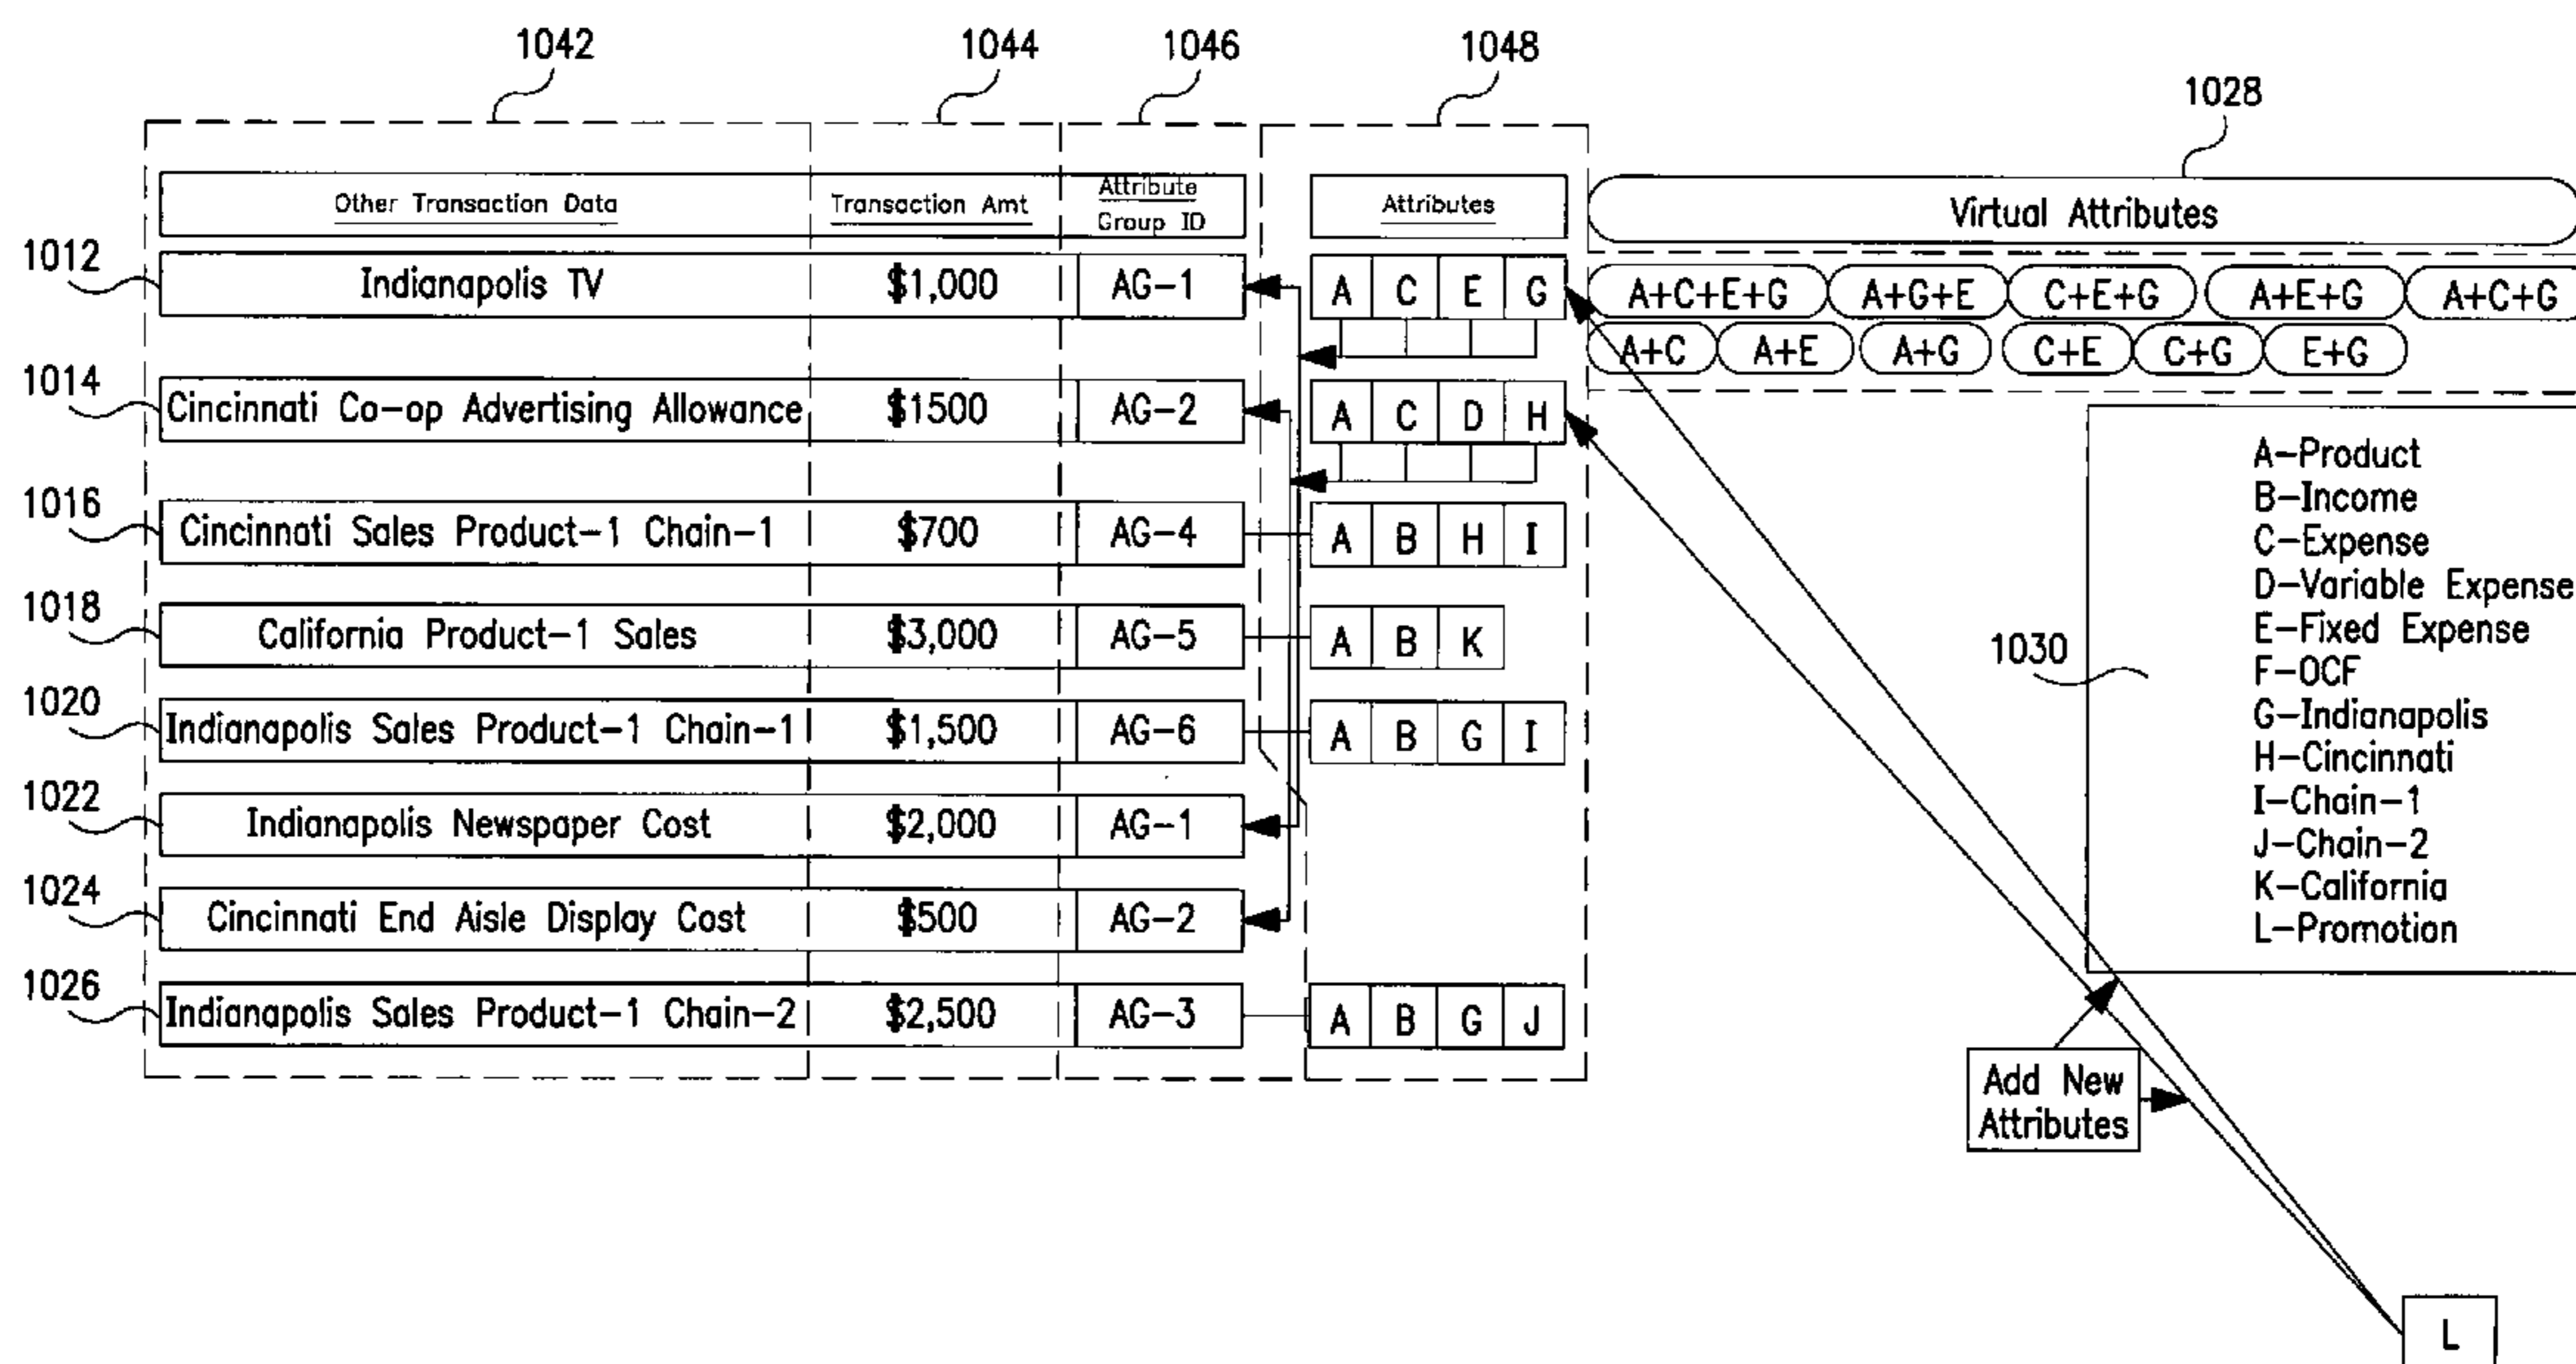 1042
1044
1046
1048
1028
Other Transaction Data
Transaction Amt
Attribute
Group ID
Attributes
Virtual Attributes
1012
Indianapolis TV $1,000 AG-1 A C E G
A+C+E+G A+G+E C+E+G A+E+G A+C+G
A+C A+E A+G C+E C+G E+G
1014
Cincinnati Co-op Advertising Allowance $1500 AG-2 A C D H
1016
Cincinnati Sales Product-1 Chain-1 $700 AG-4 A B H I
1018
California Product-1 Sales $3,000 AG-5 A B K
1020
Indianapolis Sales Product-1 Chain-1 $1,500 AG-6 A B G I
1022
Indianapolis Newspaper Cost $2,000 AG-1
1024
Cincinnati End Aisle Display Cost $500 AG-2
1026
Indianapolis Sales Product-1 Chain-2 $2,500 AG-3 A B G J
1030
A-Product
B-Income
C-Expense
D-Variable Expense
E-Fixed Expense
F-OCF
G-Indianapolis
H-Cincinnati
I-Chain-1
J-Chain-2
K-California
L-Promotion
Add New
Attributes
L